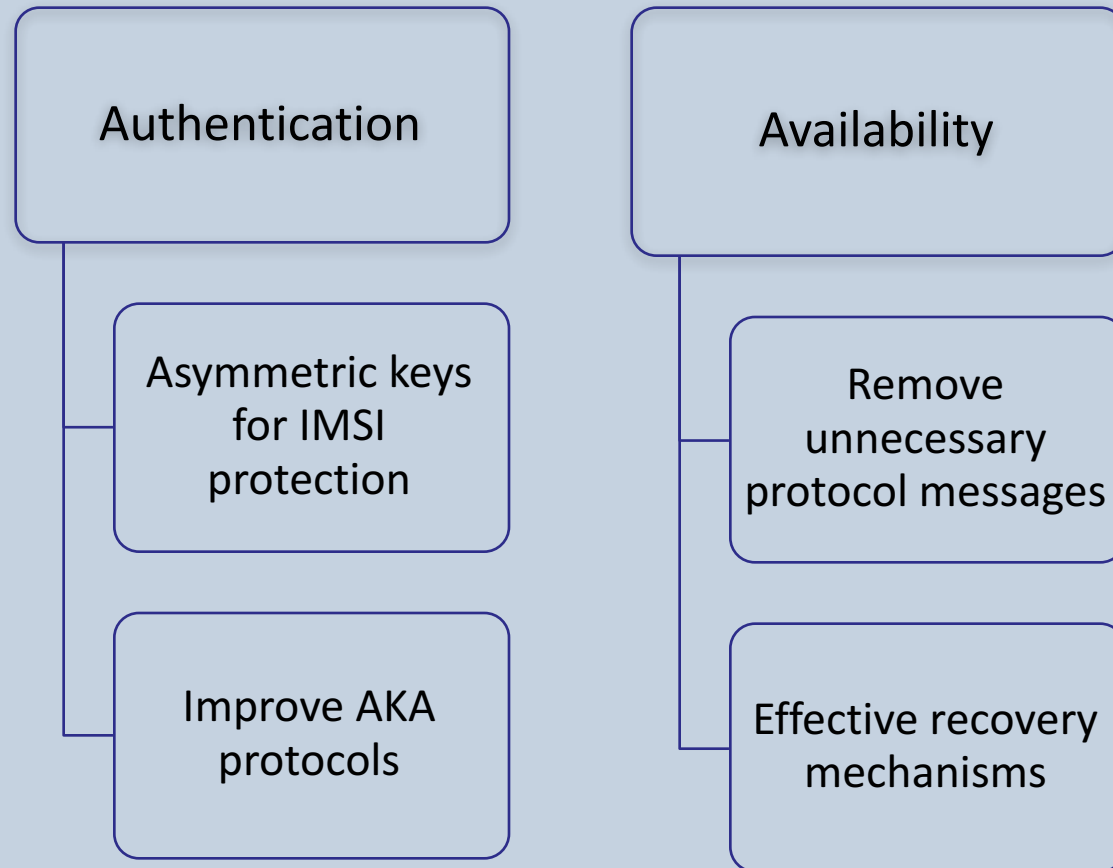 Authentication
Asymmetric keys
for IMSI
protection
Improve AKA
protocols
Availability
Remove
unnecessary
protocol messages
Effective recovery
mechanisms